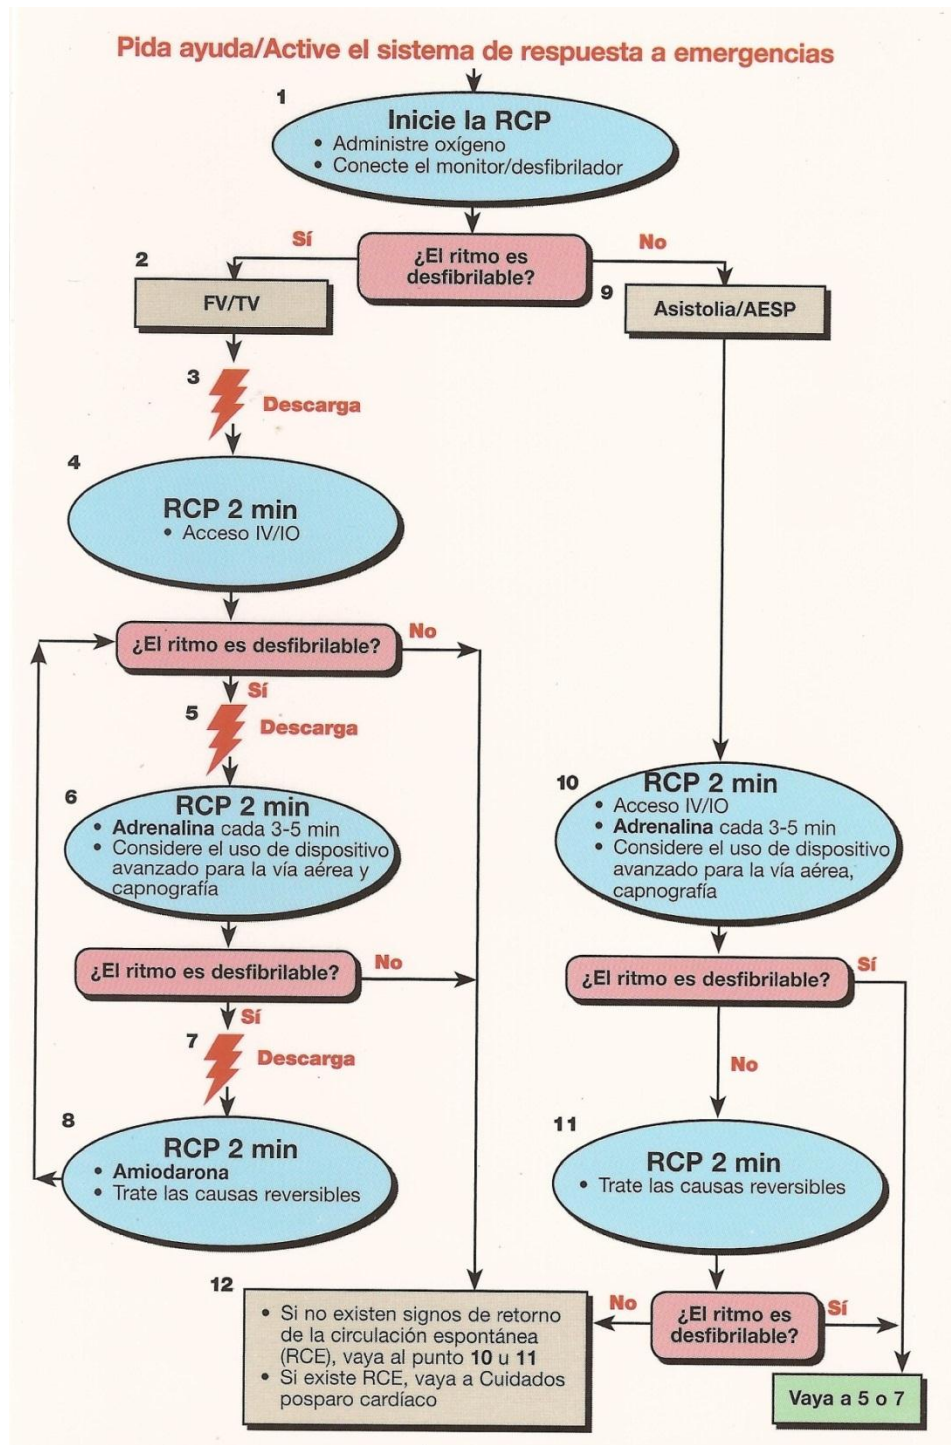 Pida ayuda/Active el sistema de respuesta a emergencias
1
Inicie la RCP
• Administre oxígeno
• Conecte el monitor/desfibrilador
¿El ritmo es
desfibrilable?
Sí
No
2
FV/TV
9
Asistolia/AESP
3
Descarga
4
RCP 2 min
• Acceso IV/IO
¿El ritmo es desfibrilable?
No
Sí
5
Descarga
6
RCP 2 min
• Adrenalina cada 3-5 min
• Considere el uso de dispositivo
avanzado para la vía aérea y
capnografía
10
RCP 2 min
• Acceso IV/IO
• Adrenalina cada 3-5 min
• Considere el uso de dispositivo
avanzado para la vía aérea,
capnografía
¿El ritmo es desfibrilable?
No
Sí
7
Descarga
¿El ritmo es desfibrilable?
Sí
No
8
RCP 2 min
• Amiodarona
• Trate las causas reversibles
11
RCP 2 min
• Trate las causas reversibles
12
• Si no existen signos de retorno
de la circulación espontánea
(RCE), vaya al punto 10 u 11
• Si existe RCE, vaya a Cuidados
posparo cardíaco
No
¿El ritmo es
desfibrilable?
Sí
Vaya a 5 o 7